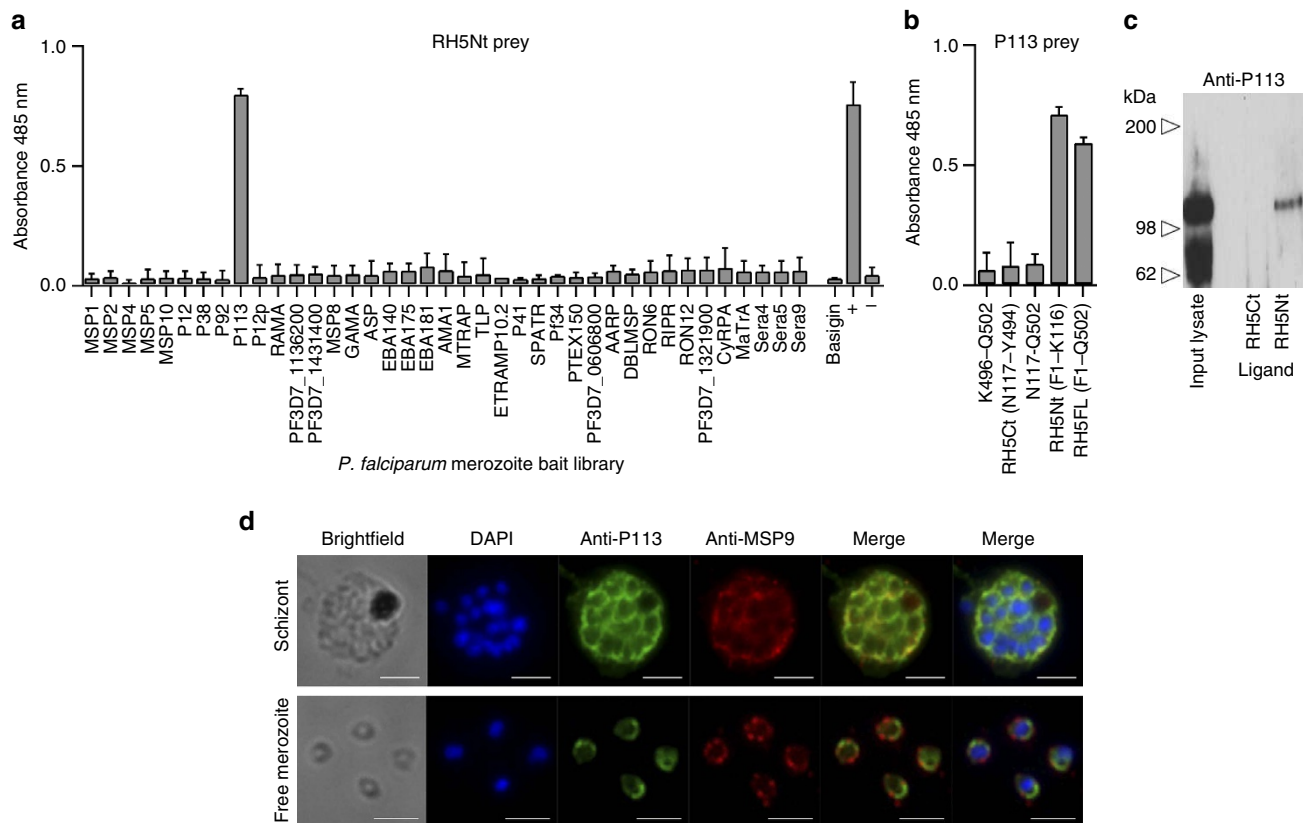 a
RH5Nt prey
Absorbance 485 nm
1.0
0.5
0.0
MSP1
MSP2
MSP4
MSP5
MSP10
P12
P38
P92
P113
P12p
RAMA
PF3D7_1136200
PF3D7_1431400
MSP8
GAMA
ASP
EBA140
EBA175
EBA181
AMA1
MTRAP
TLP
ETRAMP10.2
P41
SPATR
Pf34
PTEX150
PF3D7_0606800
AARP
DBLMSP
RON6
RIPR
RON12
PF3D7_1321900
CyRPA
MaTrA
Sera4
Sera5
Sera9
Basigin
+
–
P. falciparum merozoite bait library
b
P113 prey
Absorbance 485 nm
1.0
0.5
0.0
K496–Q502
RH5Ct (N117–Y494)
N117-Q502
RH5Nt (F1–K116)
RH5FL (F1–Q502)
c
Anti-P113
kDa
200
98
62
Input lysate
RH5Ct
RH5Nt
Ligand
d
Brightfield
DAPI
Anti-P113
Anti-MSP9
Merge
Merge
Schizont
Free merozoite